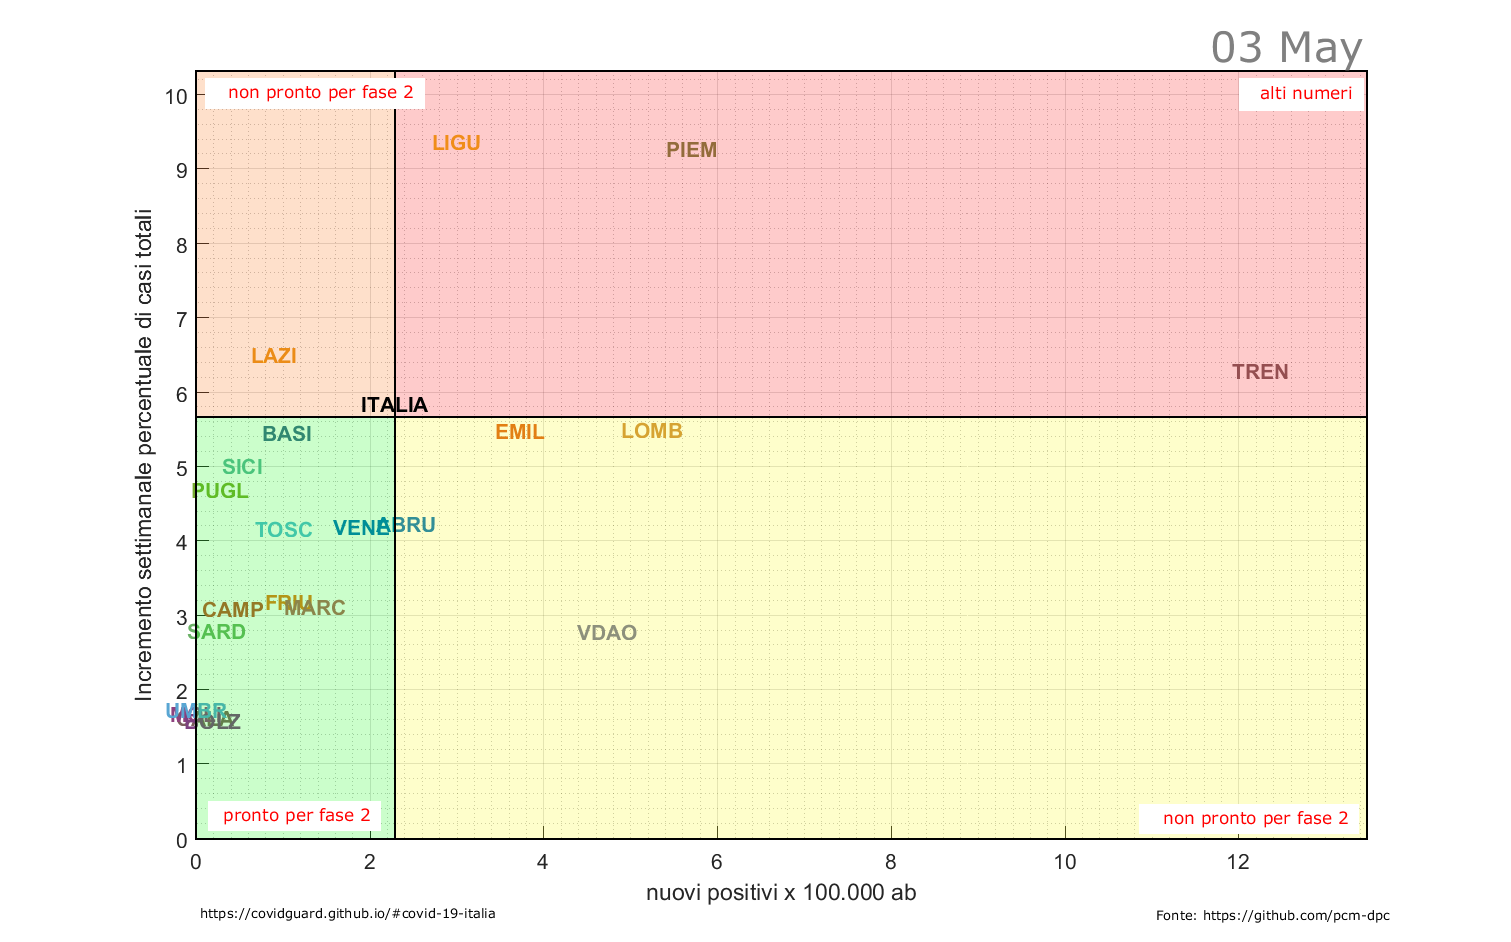 03 May
non pronto per fase 2
alti numeri
10
9
8
7
6
5
4
3
2
1
0
Incremento settimanale percentuale di casi totali
LIGU
PIEM
LAZI
TREN
ITALIA
BASI
EMIL
LOMB
SICI
PUGL
TOSC
VENE
ABRU
CAMP
FRIU
MARC
SARD
VDAO
UMBR
BOLZ
pronto per fase 2
non pronto per fase 2
0 2 4 6 8 10 12
nuovi positivi x 100.000 ab
https://covidguard.github.io/#covid-19-italia
Fonte: https://github.com/pcm-dpc